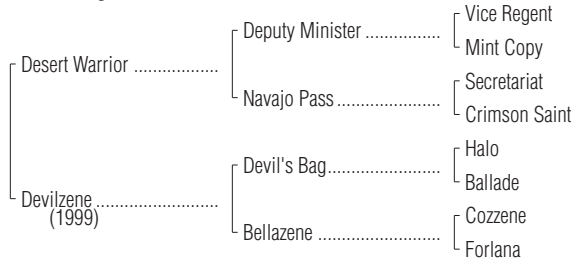 Vice Regent
Deputy Minister ..................
Mint Copy
Desert Warrior ....................
Secretariat
Navajo Pass........................
Crimson Saint
Halo
Devil's Bag..........................
Ballade
Devilzene ............................
(1999)
Cozzene
Bellazene ............................
Forlana